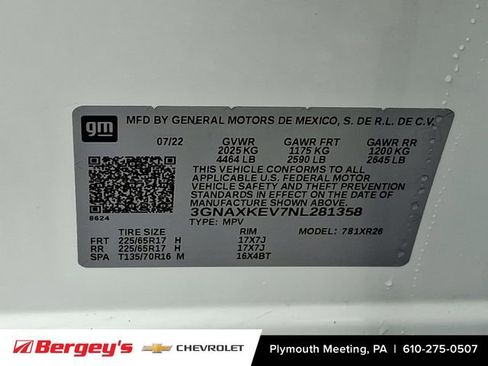 gm
MFD BY GENERAL MOTORS DE MEXICO, S. DE R.L. DE C.V.
07/22 GVWR GAWR FRT GAWR RR
2025 KG 1175 KG 1200 KG
4464 LB 2590 LB 2645 LB
THIS VEHICLE CONFORMS TO ALL
APPLICABLE U.S. FEDERAL MOTOR
VEHICLE SAFETY AND THEFT PREVENTION
STANDARDS IN EFFECT ON THE DATE OF
MANUFACTURE SHOWN ABOVE.
3GNAXKEV7NL281358
8624
TYPE: MPV MODEL: 781XR26
TIRE SIZE RIM
FRT 225/65R17 H 17X7J
RR 225/65R17 H 17X7J
SPA T135/70R16 M 16X4BT
Bergey's CHEVROLET Plymouth Meeting, PA | 610-275-0507